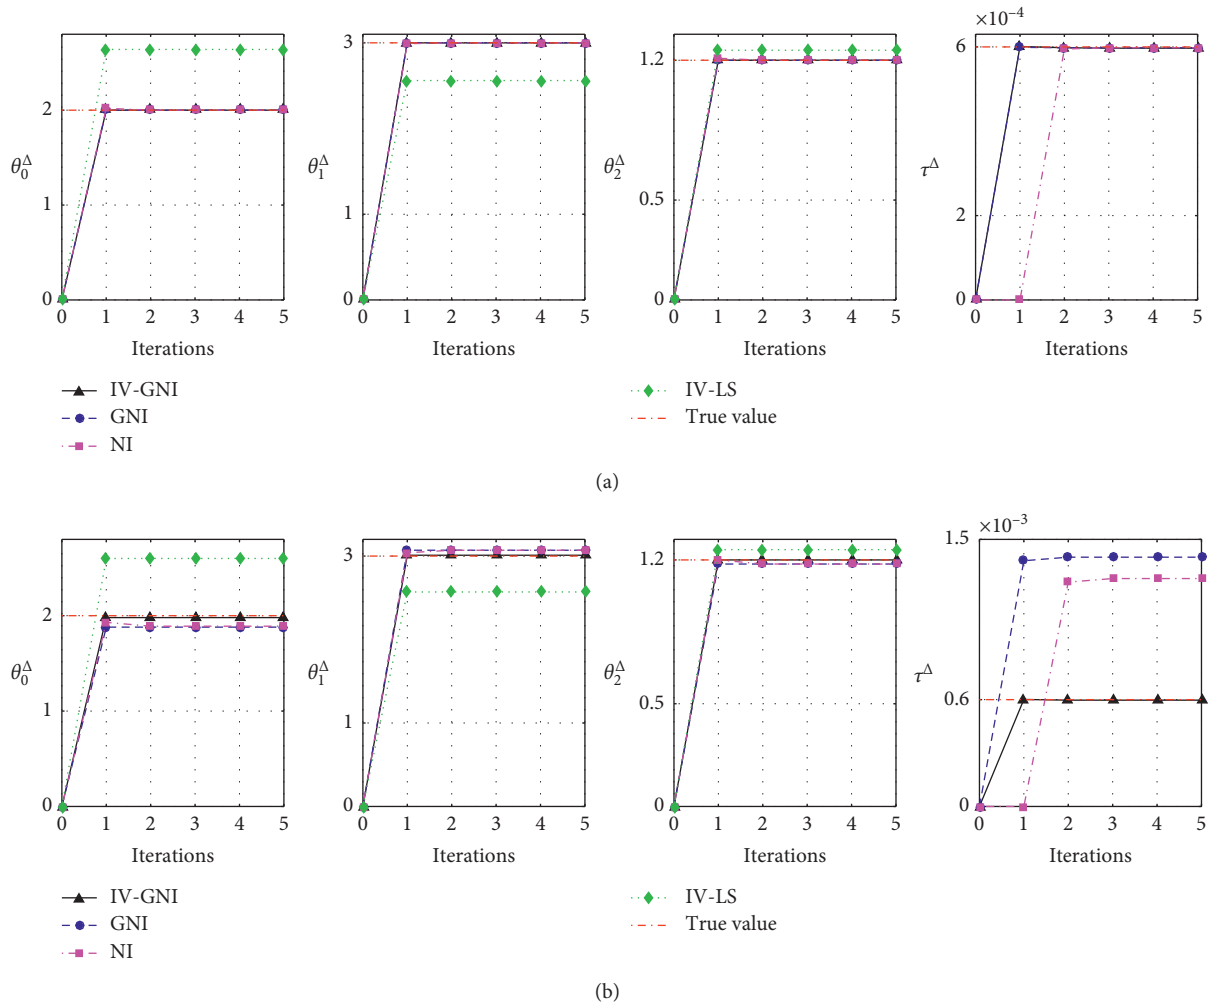 ×10⁻⁴
3
6
1.2
2
θ₀^Δ
θ₁^Δ
θ₂^Δ
τ^Δ
1
1
0.5
2
0
0
0
0
0 1 2 3 4 5
0 1 2 3 4 5
0 1 2 3 4 5
0 1 2 3 4 5
Iterations
Iterations
Iterations
Iterations
IV-GNI
GNI
NI
IV-LS
True value
(a)
1.5
×10⁻³
3
1.2
2
0.6
θ₀^Δ
θ₁^Δ
θ₂^Δ
τ^Δ
1
1
0.5
0
0
0
0
0 1 2 3 4 5
0 1 2 3 4 5
0 1 2 3 4 5
0 1 2 3 4 5
Iterations
Iterations
Iterations
Iterations
IV-GNI
GNI
NI
IV-LS
True value
(b)